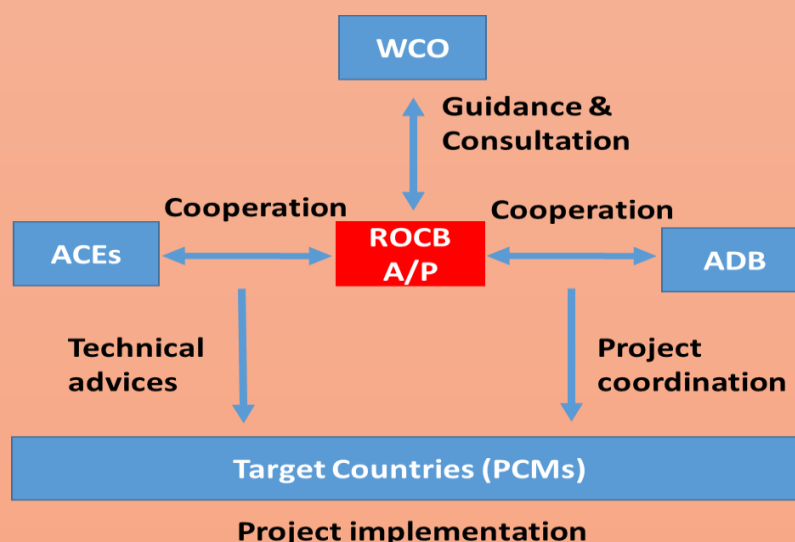 WCO
Guidance &
Consultation
Cooperation
Cooperation
ACEs
ROCB
A/P
ADB
Technical
advices
Project
coordination
Target Countries (PCMs)
Project implementation